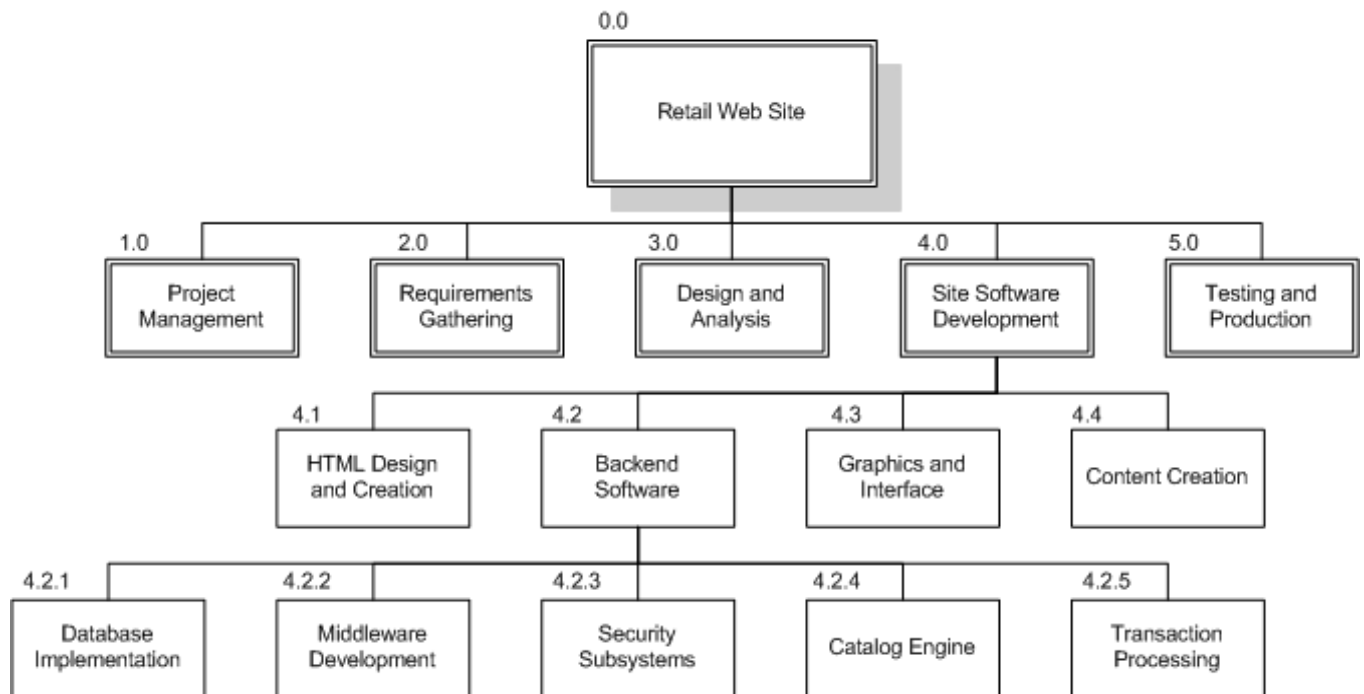 0.0
Retail Web Site
1.0
Project
Management
2.0
Requirements
Gathering
3.0
Design and
Analysis
4.0
Site Software
Development
5.0
Testing and
Production
4.1
HTML Design
and Creation
4.2
Backend
Software
4.3
Graphics and
Interface
4.4
Content Creation
4.2.1
Database
Implementation
4.2.2
Middleware
Development
4.2.3
Security
Subsystems
4.2.4
Catalog Engine
4.2.5
Transaction
Processing